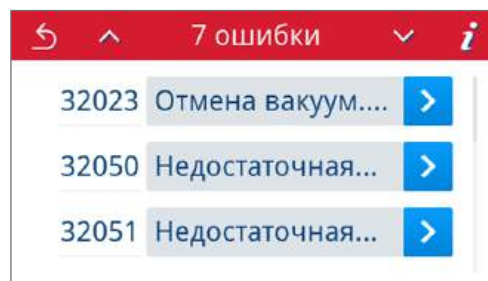 7 ошибки i
32023 Отмена вакуум....
32050 Недостаточная...
32051 Недостаточная...